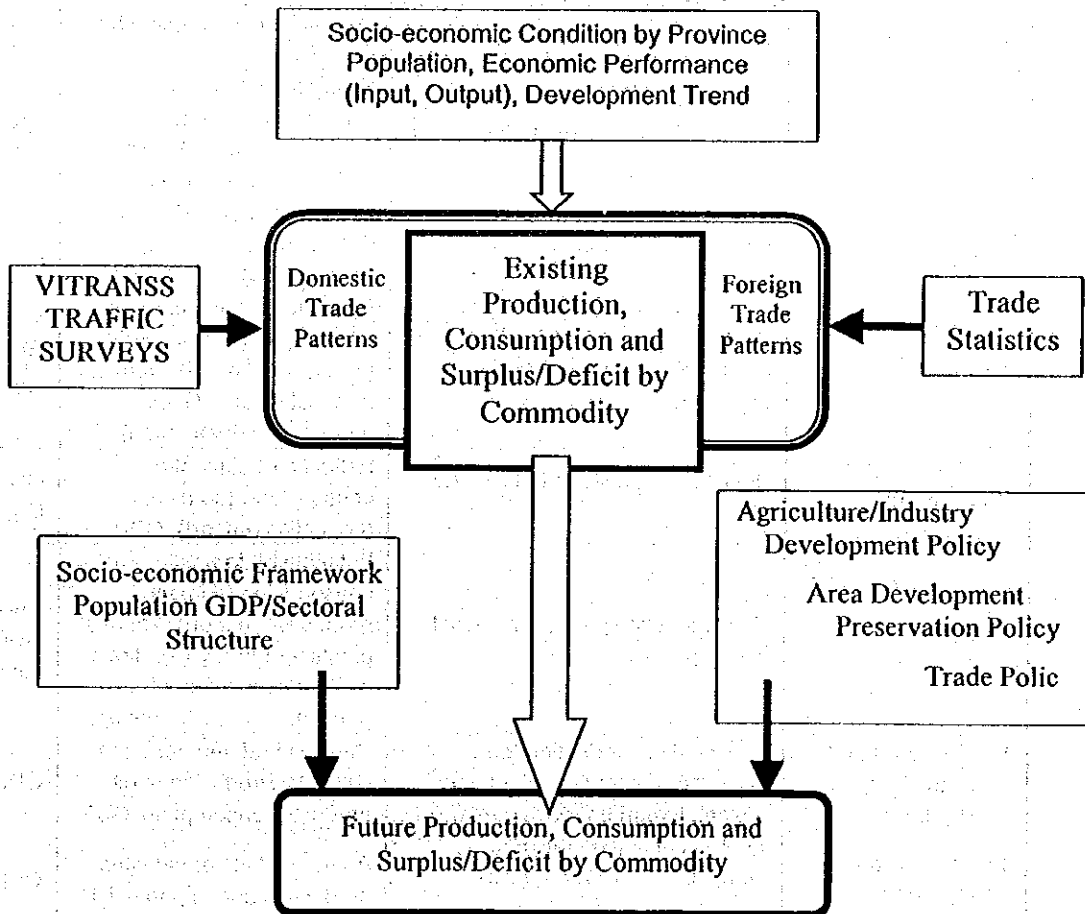 Socio-economic Condition by Province
Population, Economic Performance
(Input, Output), Development Trend
VITRANSS
TRAFFIC
SURVEYS
Domestic
Trade
Patterns
Existing
Production,
Consumption and
Surplus/Deficit by
Commodity
Foreign
Trade
Patterns
Trade
Statistics
Socio-economic Framework
Population GDP/Sectoral
Structure
Agriculture/Industry
Development Policy
Area Development
Preservation Policy
Trade Polic
Future Production, Consumption and
Surplus/Deficit by Commodity